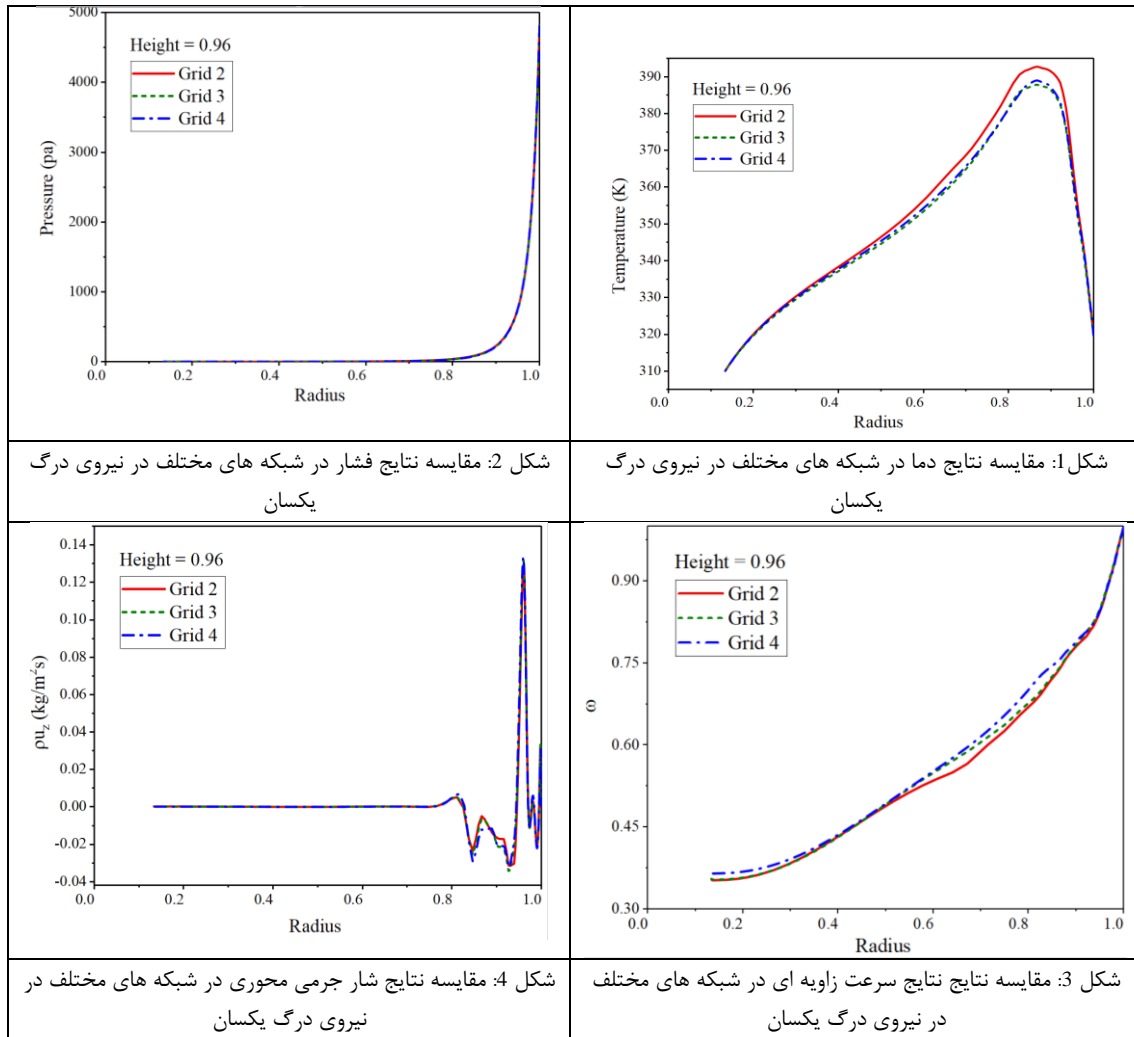 Height = 0.96
Grid 2
Grid 3
Grid 4
Temperature (K)
390
385
380
375
370
365
360
355
350
345
340
335
330
325
320
315
310
0.0 0.2 0.4 0.6 0.8 1.0
Radius
شکل1: مقایسه نتایج دما در شبکه های مختلف در نیروی درگ
یکسان
Height = 0.96
Grid 2
Grid 3
Grid 4
Pressure (pa)
5000
4000
3000
2000
1000
0
0.0 0.2 0.4 0.6 0.8 1.0
Radius
شکل 2: مقایسه نتایج فشار در شبکه های مختلف در نیروی درگ
یکسان
Height = 0.96
Grid 2
Grid 3
Grid 4
ω
0.90
0.75
0.60
0.45
0.30
0.0 0.2 0.4 0.6 0.8 1.0
Radius
شکل 3: مقایسه نتایج نتایج سرعت زاویه ای در شبکه های مختلف
در نیروی درگ یکسان
Height = 0.96
Grid 2
Grid 3
Grid 4
ρu_z (kg/m^-2s)
0.14
0.12
0.10
0.08
0.06
0.04
0.02
0.00
-0.02
-0.04
0.0 0.2 0.4 0.6 0.8 1.0
Radius
شکل 4: مقایسه نتایج شار جرمی محوری در شبکه های مختلف در
نیروی درگ یکسان